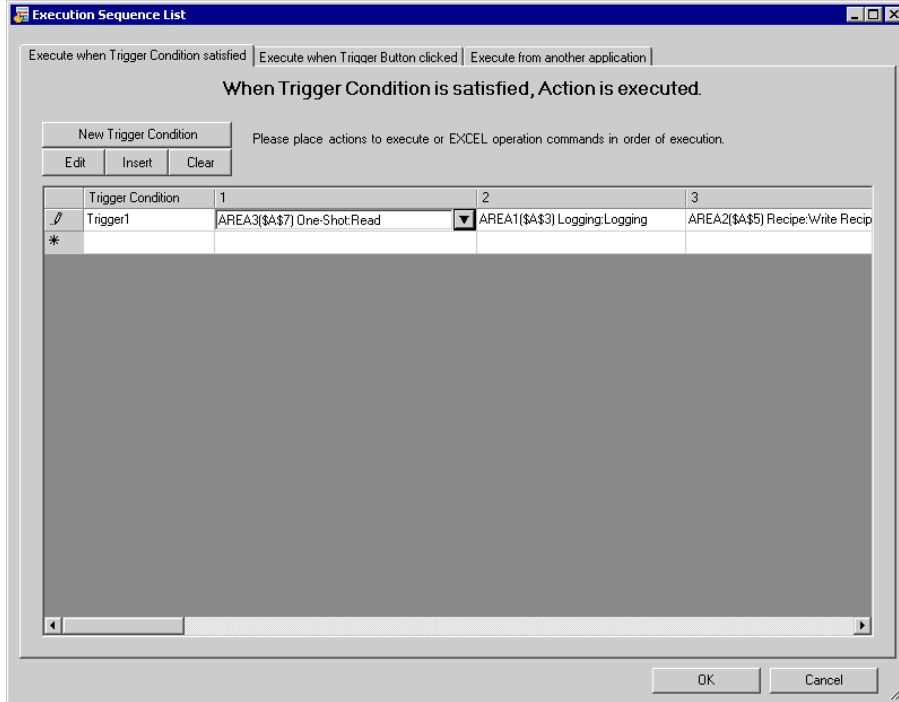 Execution Sequence List
Execute when Trigger Condition satisfied Execute when Trigger Button clicked Execute from another application
When Trigger Condition is satisfied, Action is executed.
New Trigger Condition
Please place actions to execute or EXCEL operation commands in order of execution.
Edit Insert Clear
Trigger Condition 1 2 3
Trigger1 AREA3($A$7) One-Shot:Read AREA1($A$3) Logging:Logging AREA2($A$5) Recipe:Write Recip
OK Cancel